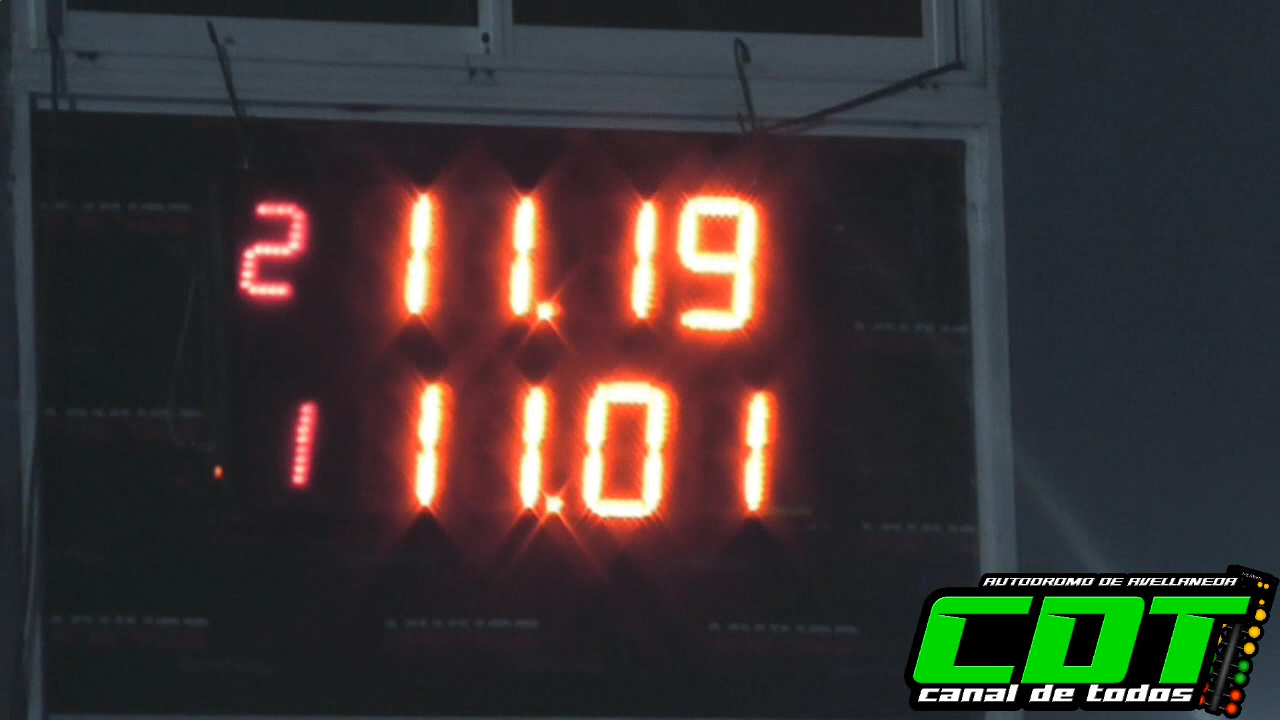 2 11.19
1 11.01
AUTODROMO DE AVELLANEDA
CDT
canal de todos